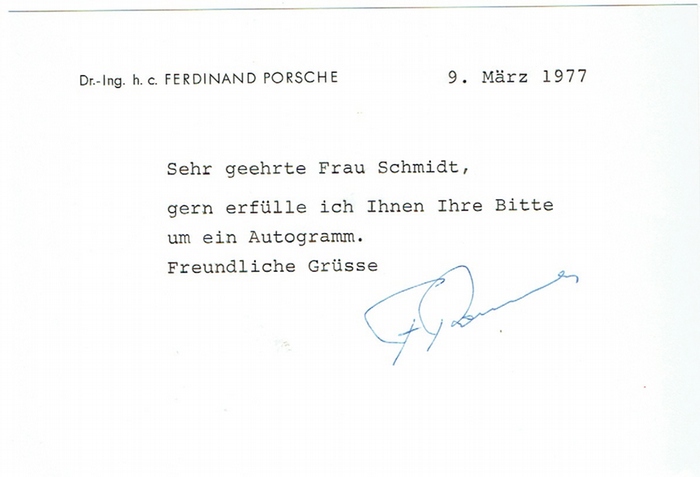 Dr.-Ing. h. c. FERDINAND PORSCHE 9. März 1977
Sehr geehrte Frau Schmidt,
gern erfülle ich Ihnen Ihre Bitte
um ein Autogramm.
Freundliche Grüsse